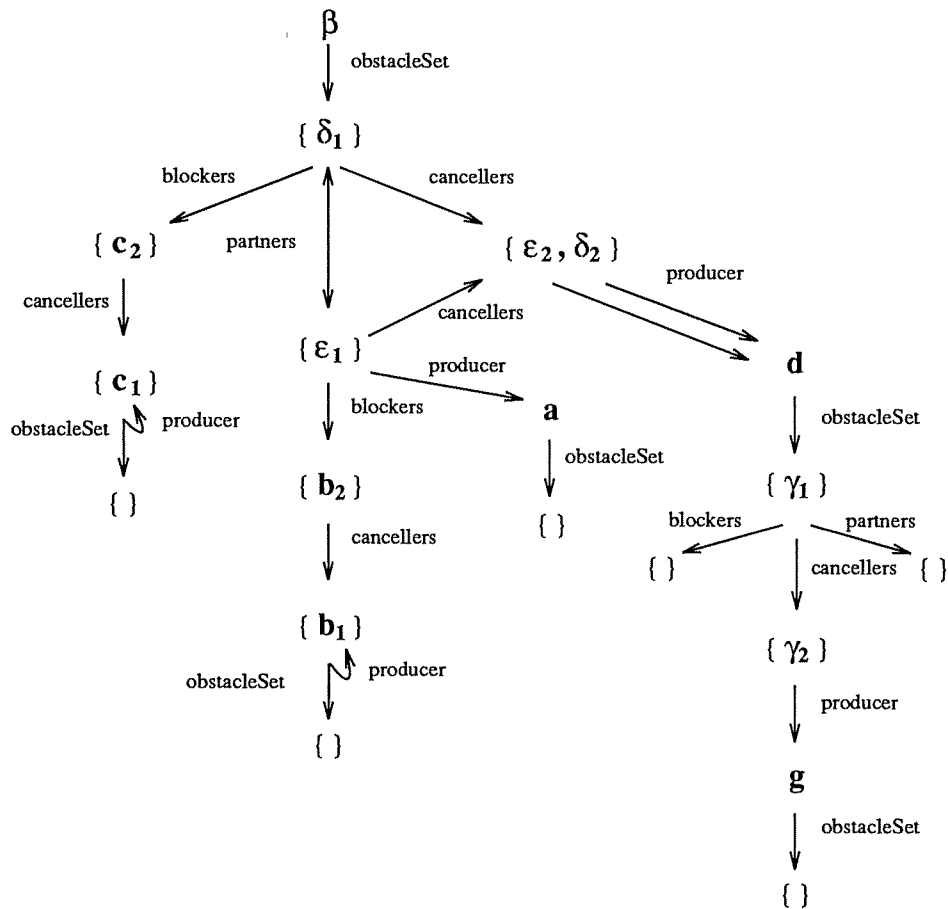 β
obstacleSet
{ δ₁ }
blockers
cancellers
{ c₂ }
partners
{ ε₂ , δ₂ }
producer
cancellers
cancellers
{ ε₁ }
producer
d
{ c₁ }
blockers
a
obstacleSet
obstacleSet
producer
obstacleSet
{ }
{ b₂ }
{ γ₁ }
{ }
blockers
partners
cancellers
{ }
cancellers
{ }
{ b₁ }
{ γ₂ }
obstacleSet
producer
producer
{ }
g
obstacleSet
{ }